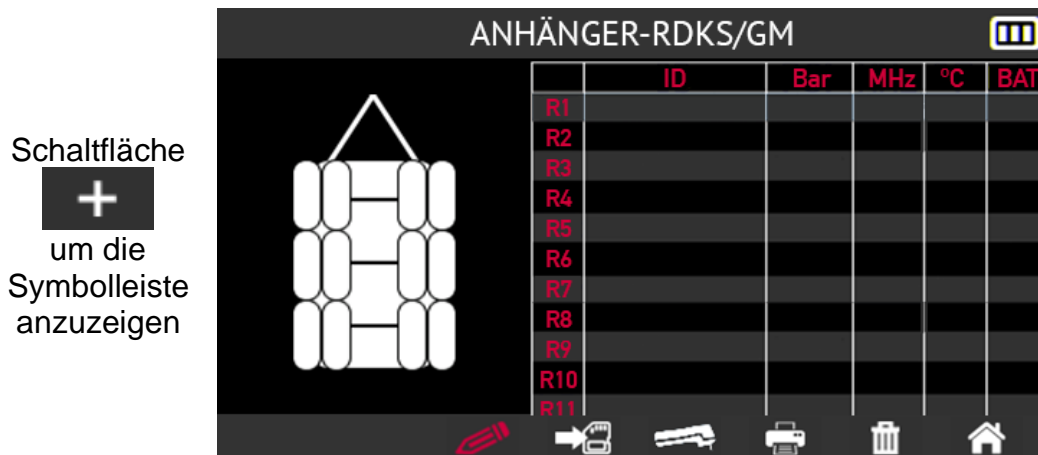 Schaltfläche
um die
Symbolleiste
anzuzeigen
ANHÄNGER-RDKS/GM
ID Bar MHz °C BAT
R1
R2
R3
R4
R5
R6
R7
R8
R9
R10
R11